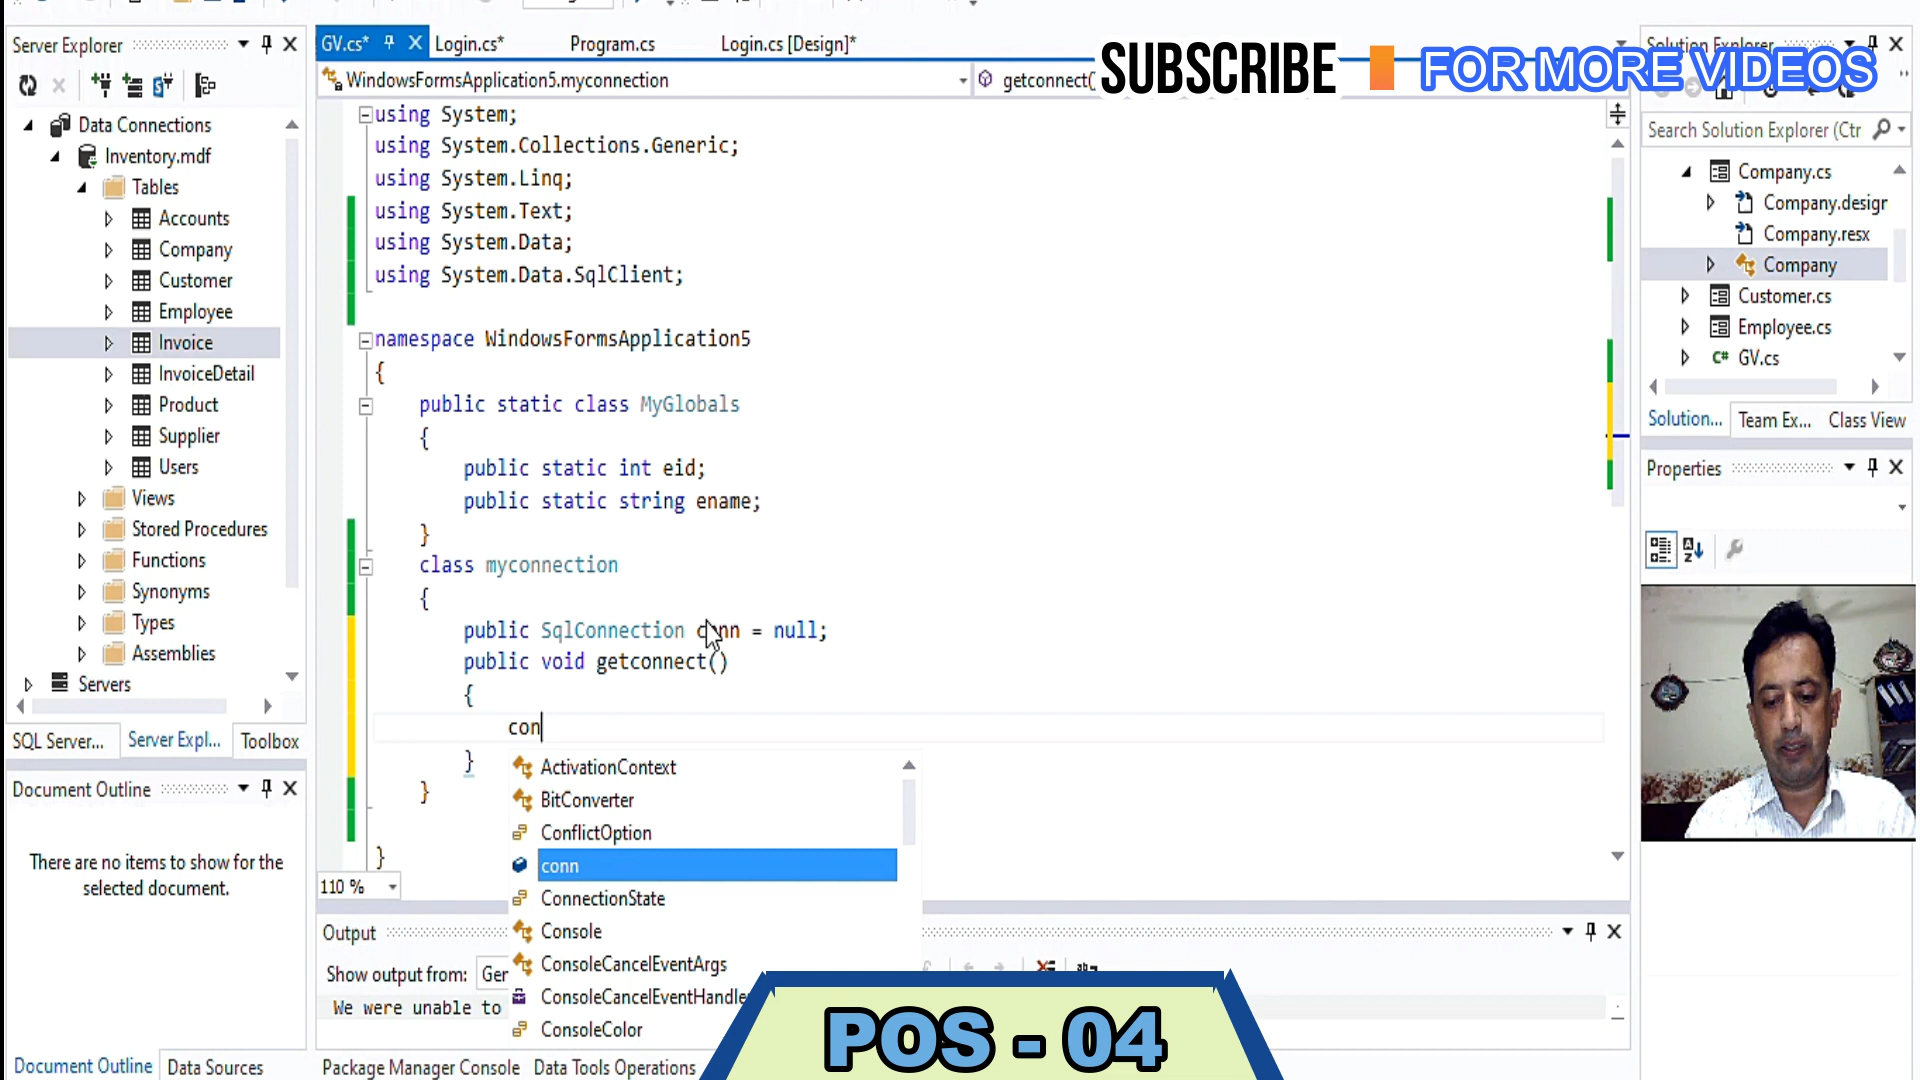 Server Explorer
Data Connections
Inventory.mdf
Tables
Accounts
Company
Customer
Employee
Invoice
InvoiceDetail
Product
Supplier
Users
Views
Stored Procedures
Functions
Synonyms
Types
Assemblies
Servers
SQL Server...
Server Expl...
Toolbox
Document Outline
There are no items to show for the
selected document.
Document Outline
Data Sources
GV.cs*
Login.cs*
Program.cs
Login.cs [Design]*
WindowsFormsApplication5.myconnection
getconnect(
SUBSCRIBE
FOR MORE VIDEOS
using System;
using System.Collections.Generic;
using System.Linq;
using System.Text;
using System.Data;
using System.Data.SqlClient;
namespace WindowsFormsApplication5
{
public static class MyGlobals
{
public static int eid;
public static string ename;
}
class myconnection
{
public SqlConnection conn = null;
public void getconnect()
{
con
}
}
}
ActivationContext
BitConverter
ConflictOption
conn
ConnectionState
Console
ConsoleCancelEventArgs
ConsoleCancelEventHandle
ConsoleColor
110 %
Output
Show output from:
Ger
We were unable to
Package Manager Console
Data Tools Operations
POS - 04
Solution Explorer
Search Solution Explorer (Ctr
Company.cs
Company.design
Company.resx
Company
Customer.cs
Employee.cs
C# GV.cs
Solution...
Team Ex...
Class View
Properties